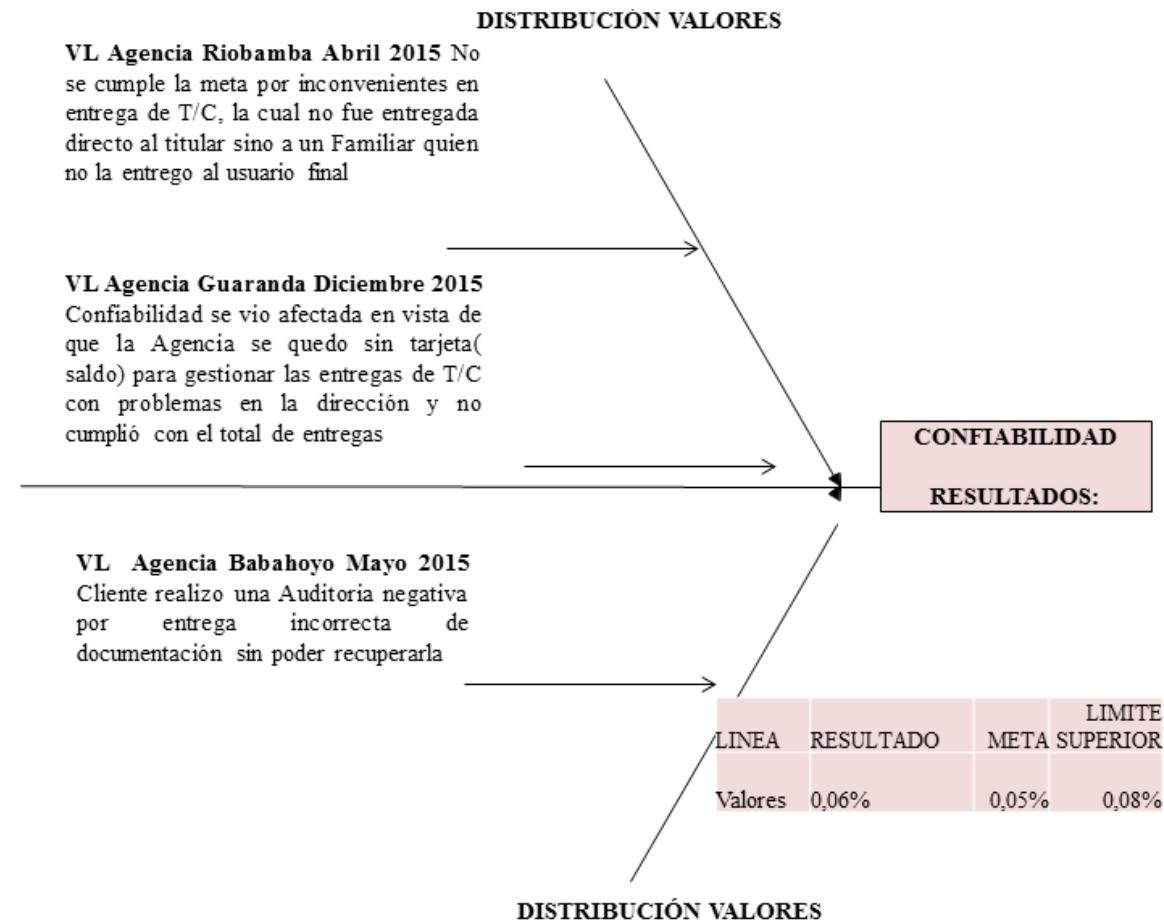 DISTRIBUCIÓN VALORES
VL Agencia Riobamba Abril 2015 No
se cumple la meta por inconvenientes en
entrega de T/C, la cual no fue entregada
directo al titular sino a un Familiar quien
no la entrego al usuario final
VL Agencia Guaranda Diciembre 2015
Confiabilidad se vio afectada en vista de
que la Agencia se quedo sin tarjeta(
saldo) para gestionar las entregas de T/C
con problemas en la dirección y no
cumplió con el total de entregas
CONFIABILIDAD
RESULTADOS:
VL Agencia Babahoyo Mayo 2015
Cliente realizo una Auditoria negativa
por entrega incorrecta de
documentación sin poder recuperarla
LIMITE
LINEA RESULTADO META SUPERIOR
Valores 0,06% 0,05% 0,08%
DISTRIBUCIÓN VALORES